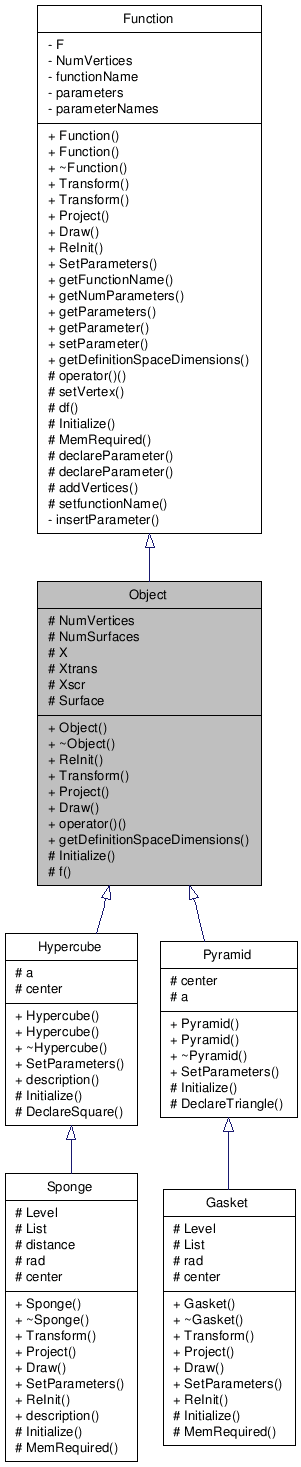 Function
- F
- NumVertices
- functionName
- parameters
- parameterNames
+ Function()
+ Function()
+ ~Function()
+ Transform()
+ Transform()
+ Project()
+ Draw()
+ ReInit()
+ SetParameters()
+ getFunctionName()
+ getNumParameters()
+ getParameters()
+ getParameter()
+ setParameter()
+ getDefinitionSpaceDimensions()
# operator()()
# setVertex()
# df()
# Initialize()
# MemRequired()
# declareParameter()
# declareParameter()
# addVertices()
# setfunctionName()
- insertParameter()
Object
# NumVertices
# NumSurfaces
# X
# Xtrans
# Xscr
# Surface
+ Object()
+ ~Object()
+ ReInit()
+ Transform()
+ Project()
+ Draw()
+ operator()()
+ getDefinitionSpaceDimensions()
# Initialize()
# f()
Hypercube
# a
# center
+ Hypercube()
+ Hypercube()
+ ~Hypercube()
+ SetParameters()
+ description()
# Initialize()
# DeclareSquare()
Pyramid
# center
# a
+ Pyramid()
+ Pyramid()
+ ~Pyramid()
+ SetParameters()
# Initialize()
# DeclareTriangle()
Sponge
# Level
# List
# distance
# rad
# center
+ Sponge()
+ ~Sponge()
+ Transform()
+ Project()
+ Draw()
+ SetParameters()
+ ReInit()
+ description()
# Initialize()
# MemRequired()
Gasket
# Level
# List
# rad
# center
+ Gasket()
+ ~Gasket()
+ Transform()
+ Project()
+ Draw()
+ SetParameters()
+ ReInit()
# Initialize()
# MemRequired()